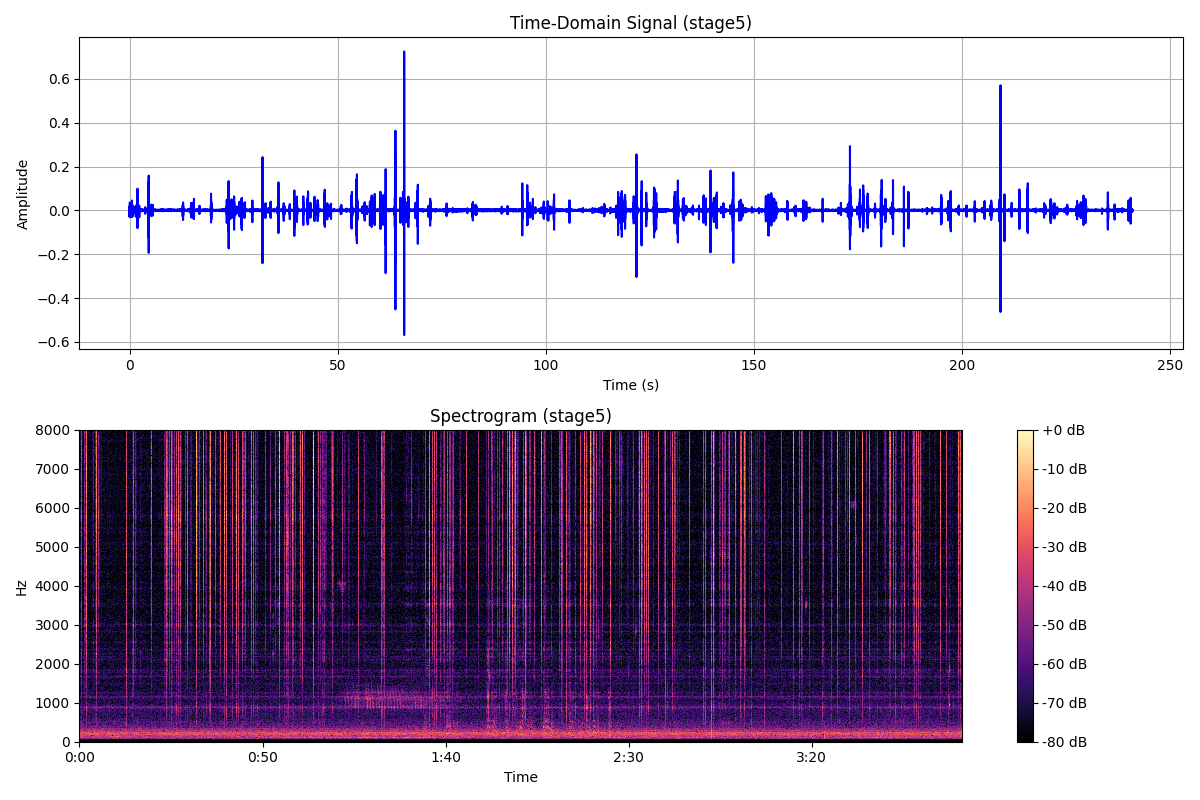 Time-Domain Signal (stage5)
Amplitude
0.6
0.4
0.2
0.0
−0.2
−0.4
−0.6
0 50 100 150 200 250
Time (s)
Spectrogram (stage5)
Hz
8000
7000
6000
5000
4000
3000
2000
1000
0
0:00 0:50 1:40 2:30 3:20
Time
+0 dB
-10 dB
-20 dB
-30 dB
-40 dB
-50 dB
-60 dB
-70 dB
-80 dB